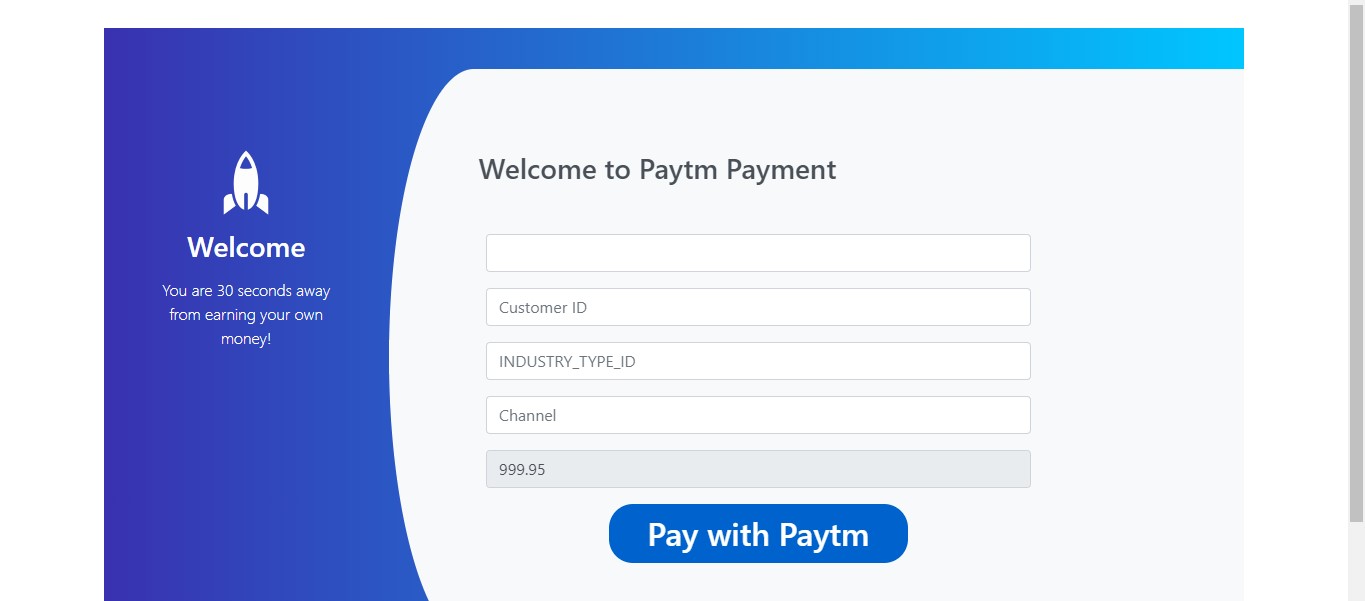 Welcome
You are 30 seconds away
from earning your own
money!
Welcome to Paytm Payment
Customer ID
INDUSTRY_TYPE_ID
Channel
999.95
Pay with Paytm